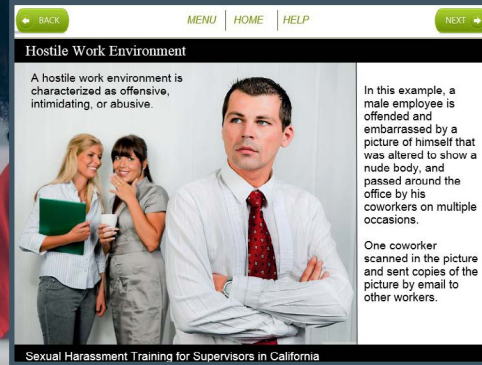 BACK
MENU
HOME
HELP
NEXT
Hostile Work Environment
A hostile work environment is
characterized as offensive,
intimidating, or abusive.
In this example, a
male employee is
offended and
embarrassed by a
picture of himself that
was altered to show a
nude body, and
passed around the
office by his
coworkers on multiple
occasions.
One coworker
scanned in the picture
and sent copies of the
picture by email to
other workers.
Sexual Harassment Training for Supervisors in California